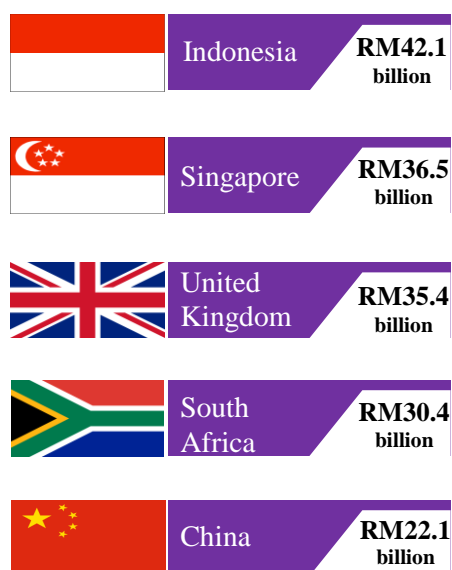 Indonesia
RM42.1
billion
Singapore
RM36.5
billion
United
Kingdom
RM35.4
billion
South
Africa
RM30.4
billion
China
RM22.1
billion